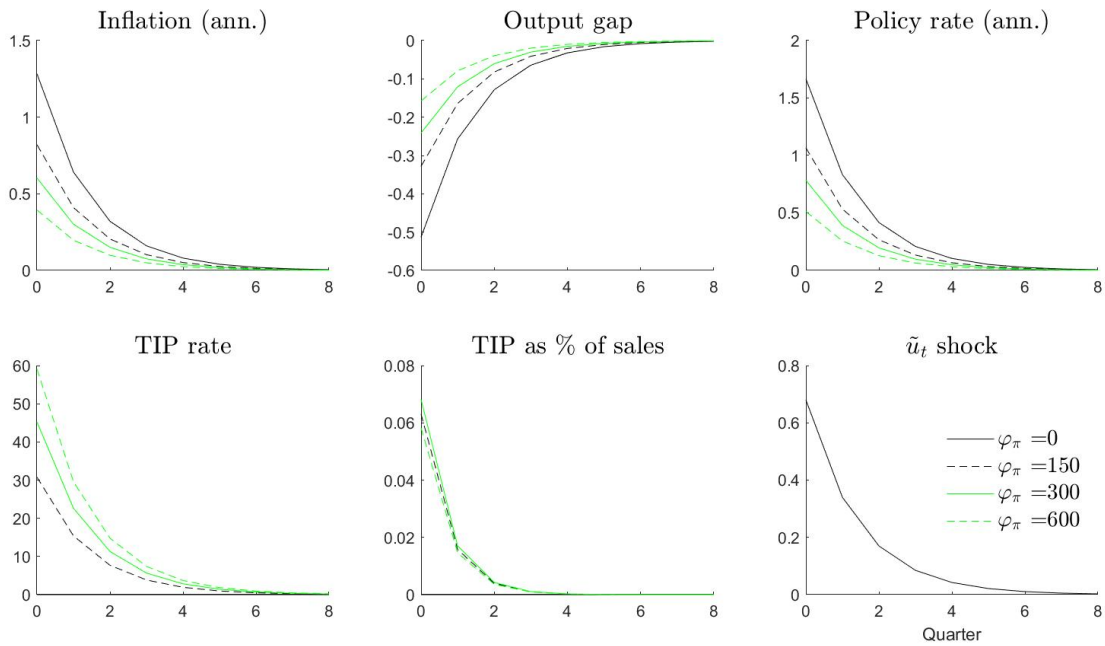 Inflation (ann.)
Output gap
Policy rate (ann.)
1.5
1
0.5
0
0 2 4 6 8
0
-0.1
-0.2
-0.3
-0.4
-0.5
-0.6
0 2 4 6 8
2
1.5
1
0.5
0
0 2 4 6 8
TIP rate
TIP as % of sales
ũ_t shock
60
50
40
30
20
10
0
0 2 4 6 8
0.08
0.06
0.04
0.02
0
0 2 4 6 8
0.8
0.6
0.4
0.2
0
φ_π =0
φ_π =150
φ_π =300
φ_π =600
0 2 4 6 8
Quarter